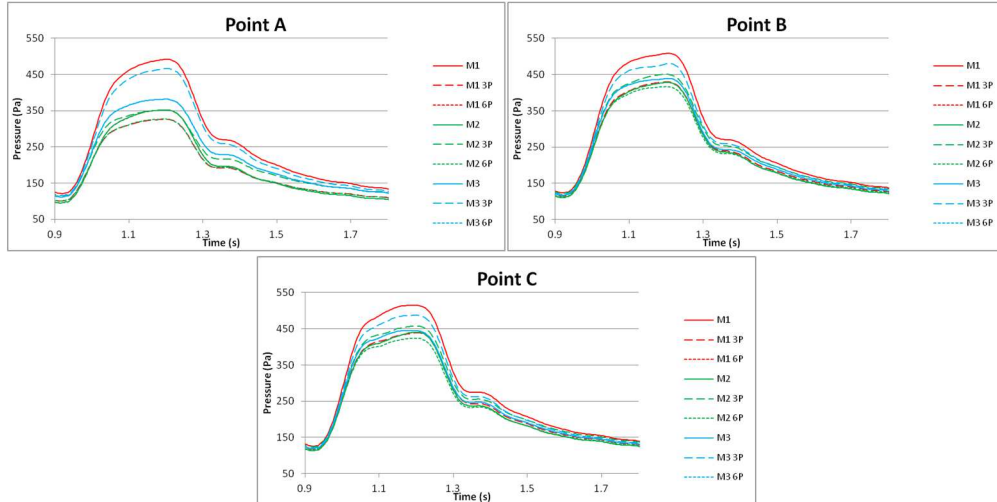 Point A
Pressure (Pa)
550
450
350
250
150
50
0.9
1.1
1.3
1.5
1.7
Time (s)
M1
M1 3P
M1 6P
M2
M2 3P
M2 6P
M3
M3 3P
M3 6P
Point B
Pressure (Pa)
550
450
350
250
150
50
0.9
1.1
1.3
1.5
1.7
Time (s)
M1
M1 3P
M1 6P
M2
M2 3P
M2 6P
M3
M3 3P
M3 6P
Point C
Pressure (Pa)
550
450
350
250
150
50
0.9
1.1
1.3
1.5
1.7
Time (s)
M1
M1 3P
M1 6P
M2
M2 3P
M2 6P
M3
M3 3P
M3 6P